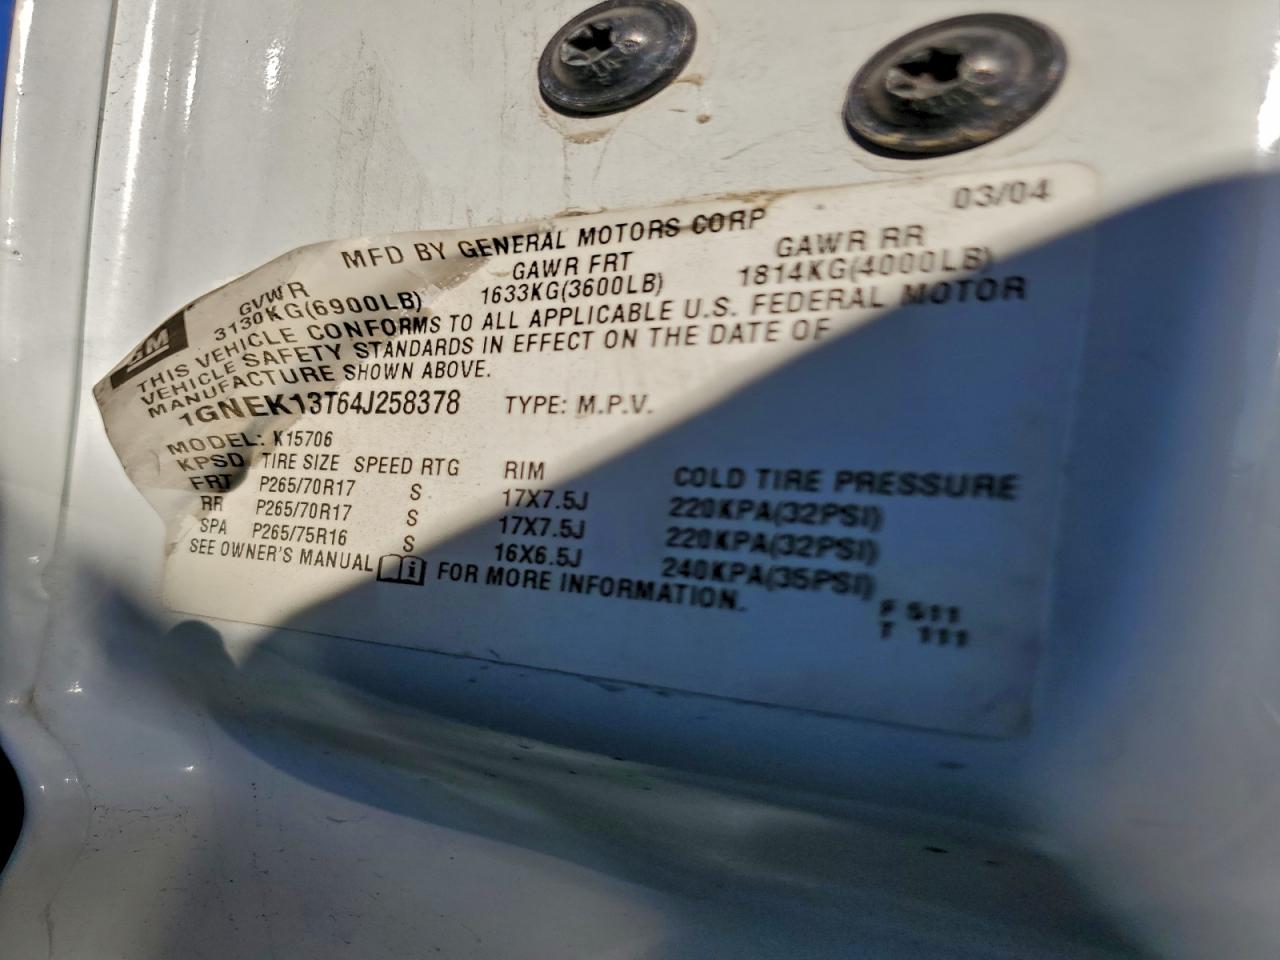 03/04
MFD BY GENERAL MOTORS CORP
GM
GVWR GAWR FRT GAWR RR
3130KG(6900LB) 1633KG(3600LB) 1814KG(4000LB)
THIS VEHICLE CONFORMS TO ALL APPLICABLE U.S. FEDERAL MOTOR
VEHICLE SAFETY STANDARDS IN EFFECT ON THE DATE OF
MANUFACTURE SHOWN ABOVE.
1GNEK13T64J258378 TYPE: M.P.V.
MODEL: K15706
KPSD TIRE SIZE SPEED RTG RIM COLD TIRE PRESSURE
FRT P265/70R17 S 17X7.5J 220KPA(32PSI)
RR P265/70R17 S 17X7.5J 220KPA(32PSI)
SPA P265/75R16 S 16X6.5J 240KPA(35PSI)
SEE OWNER'S MANUAL FOR MORE INFORMATION.
F 511
T 111